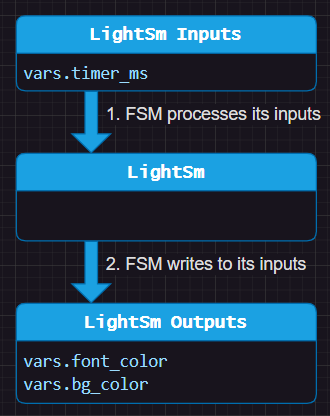 LightSm Inputs
vars.timer_ms
1. FSM processes its inputs
LightSm
2. FSM writes to its inputs
LightSm Outputs
vars.font_color
vars.bg_color